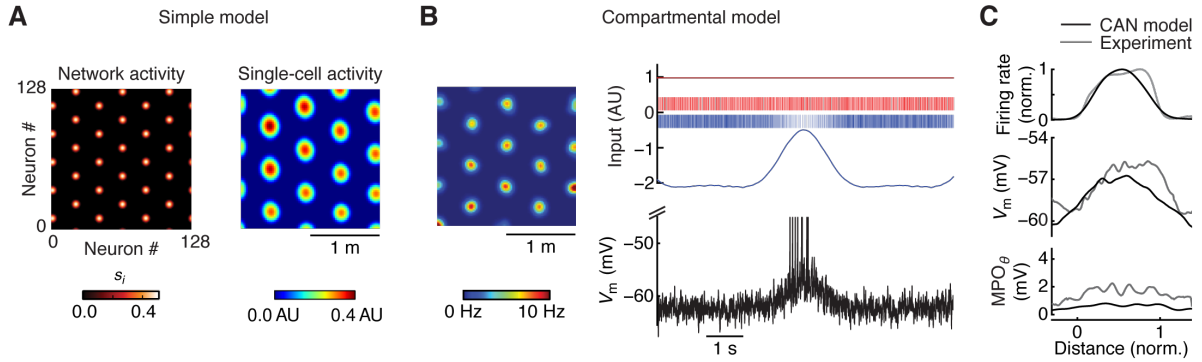 A
Simple model
Network activity
Single-cell activity
128
Neuron #
0
0
128
Neuron #
1 m
s_i
0.0
0.4
0.0 AU
0.4 AU
B
Compartmental model
1 m
0 Hz
10 Hz
Input (AU)
1
0
−1
−2
V_m (mV)
−50
−60
1 s
C
CAN model
Experiment
Firing rate
(norm.)
1
0
V_m (mV)
−54
−57
−60
MPO_θ
(mV)
4
2
0
0
1
Distance (norm.)